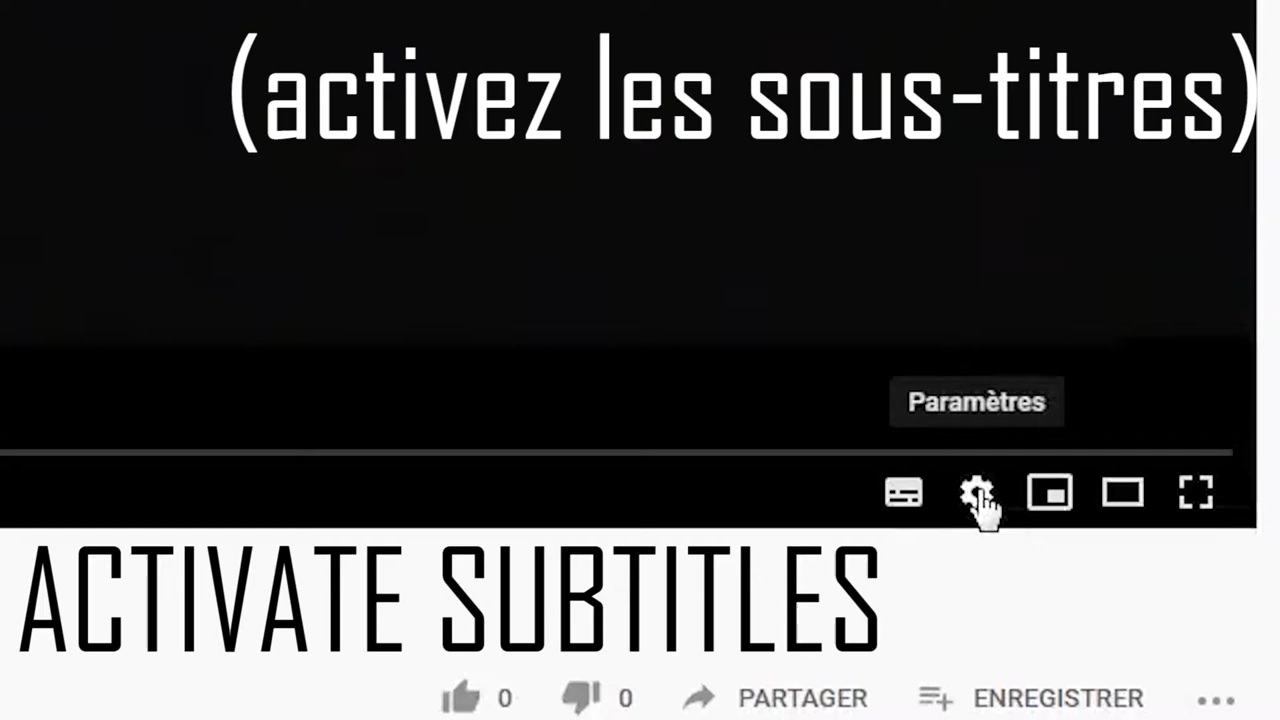 (activez les sous-titres)
Paramètres
ACTIVATE SUBTITLES
0 0 PARTAGER ENREGISTRER